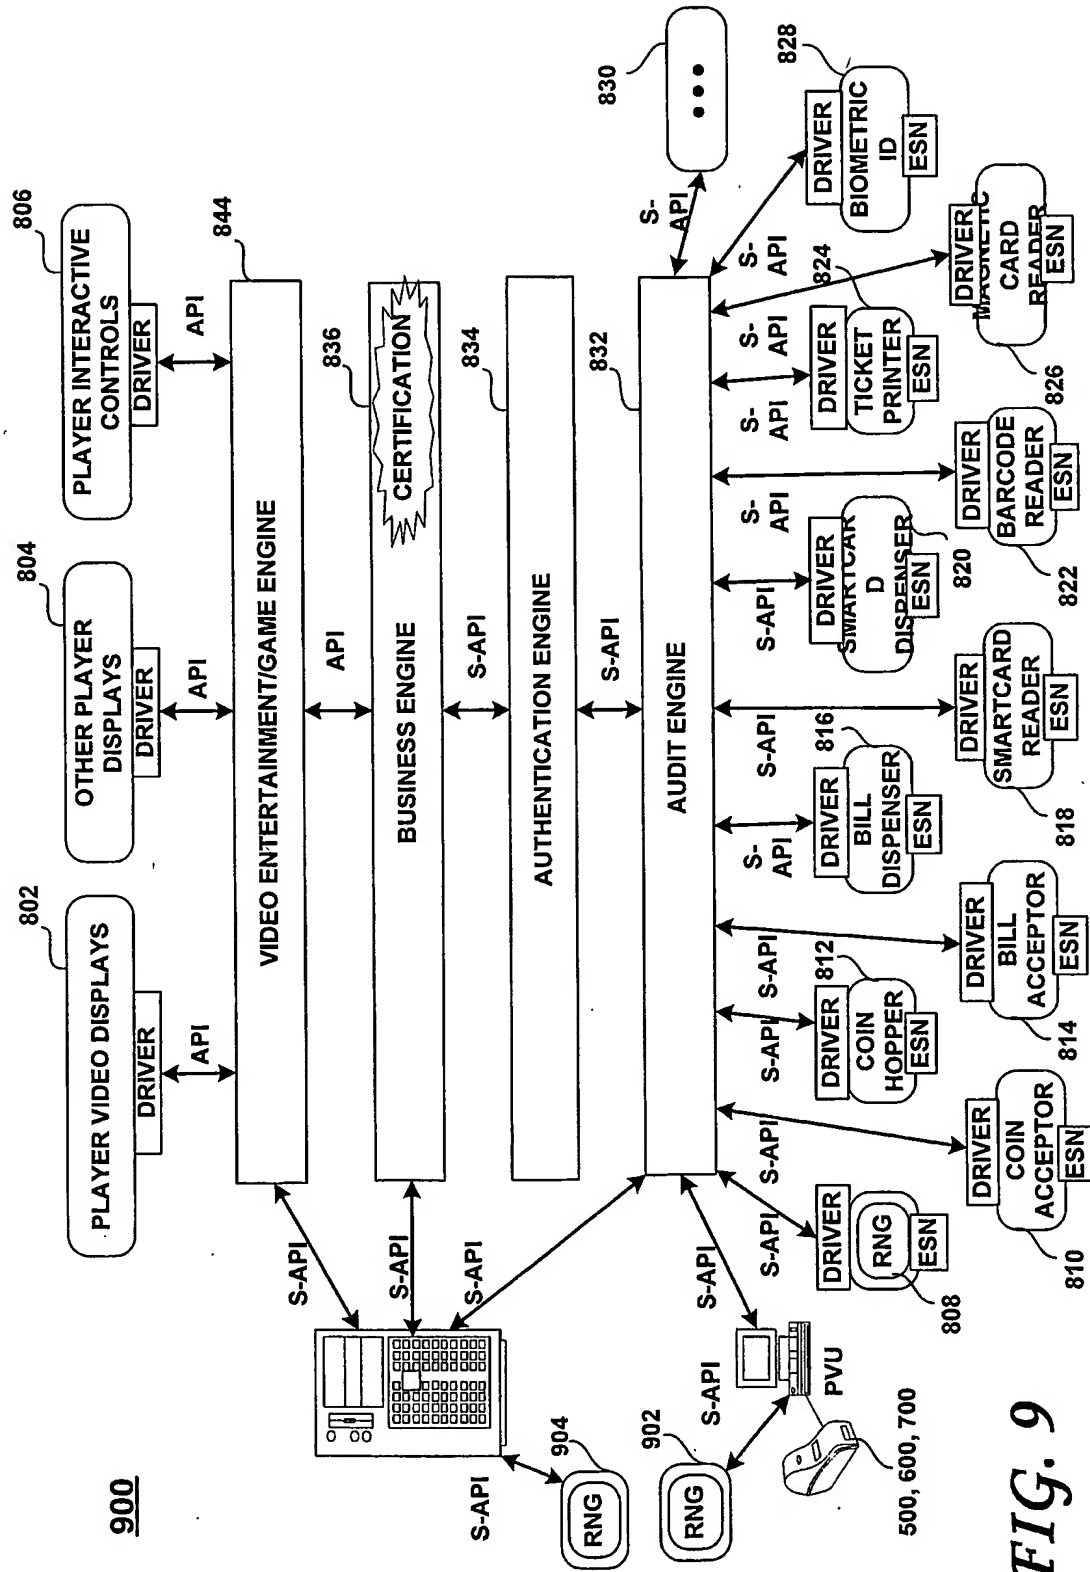 900
802
PLAYER VIDEO DISPLAYS
DRIVER
API
804
OTHER PLAYER
DISPLAYS
DRIVER
API
806
PLAYER INTERACTIVE
CONTROLS
DRIVER
API
844
VIDEO ENTERTAINMENT/GAME ENGINE
S-API
API
836
BUSINESS ENGINE
CERTIFICATION
S-API
S-API
834
AUTHENTICATION ENGINE
S-API
S-API
832
AUDIT ENGINE
S-API
904
RNG
902
RNG
S-API
S-API
PVU
500, 600, 700
S-API
DRIVER
RNG
ESN
808
S-API
DRIVER
COIN
ACCEPTOR
ESN
810
S-API
812
DRIVER
COIN
HOPPER
ESN
S-API
DRIVER
BILL
ACCEPTOR
ESN
814
S-
API
816
DRIVER
BILL
DISPENSER
ESN
S-API
DRIVER
SMARTCARD
READER
ESN
818
S-API
DRIVER
SMARTCAR
D
DISPENSER
ESN
820
S-
API
DRIVER
BARCODE
READER
ESN
822
S-
API
824
DRIVER
TICKET
PRINTER
ESN
S-
API
DRIVER
MAGNETIC
CARD
READER
ESN
826
S-
API
828
DRIVER
BIOMETRIC
ID
ESN
S-
API
830
•••
FIG. 9